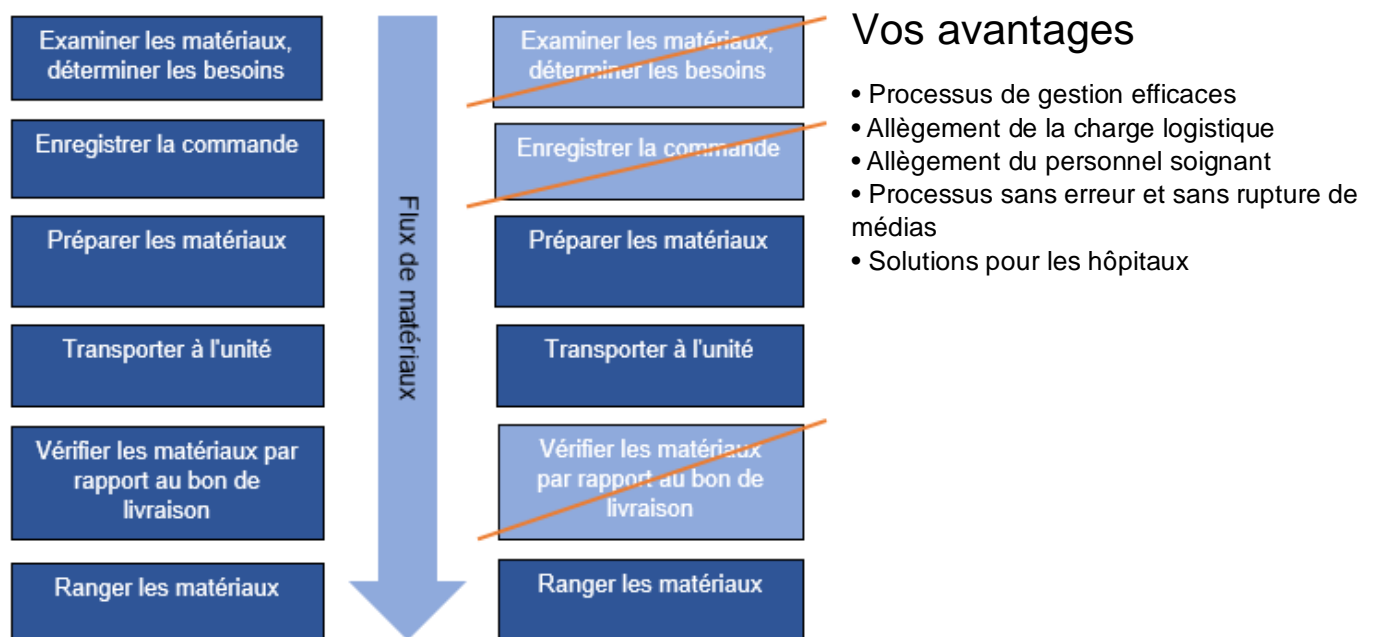 Examiner les matériaux,
déterminer les besoins
Enregistrer la commande
Préparer les matériaux
Transporter à l'unité
Vérifier les matériaux par
rapport au bon de
livraison
Ranger les matériaux
Flux de matériaux
Examiner les matériaux,
déterminer les besoins
Enregistrer la commande
Préparer les matériaux
Transporter à l'unité
Vérifier les matériaux
par rapport au bon de
livraison
Ranger les matériaux
Vos avantages
• Processus de gestion efficaces
• Allègement de la charge logistique
• Allègement du personnel soignant
• Processus sans erreur et sans rupture de
médias
• Solutions pour les hôpitaux